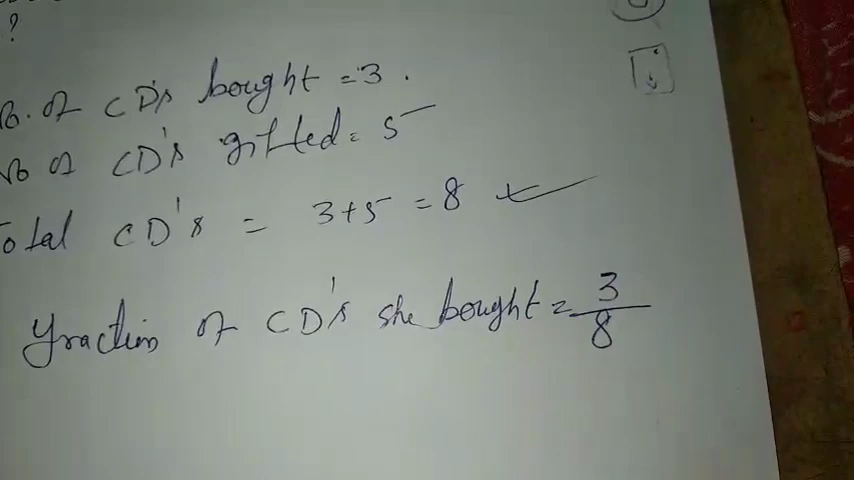 ?
No. of CD's bought = 3.
No of CD's gifted = 5
Total CD's = 3+5 = 8
fraction of CD's she bought = 3/8